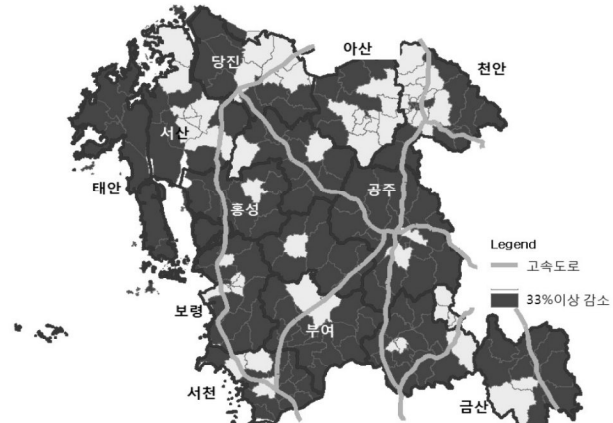 아산
당진
천안
서산
태안
공주
홍성
Legend
고속도로
33%이상 감소
보령
부여
서천
금산